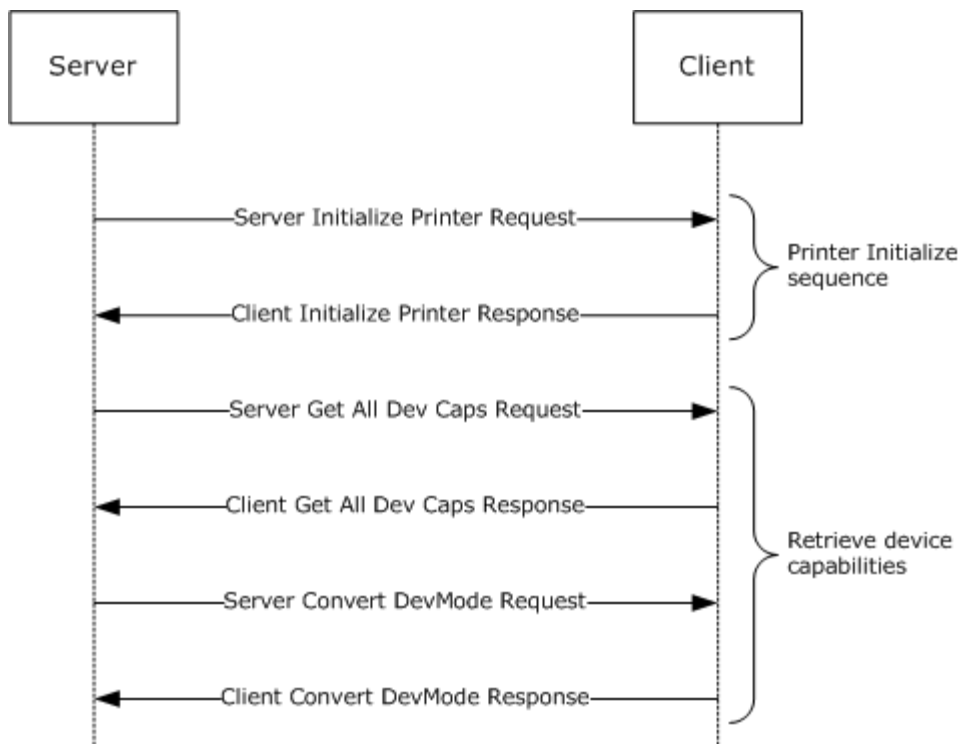 Server
Client
Server Initialize Printer Request
Printer Initialize
sequence
Client Initialize Printer Response
Server Get All Dev Caps Request
Client Get All Dev Caps Response
Retrieve device
capabilities
Server Convert DevMode Request
Client Convert DevMode Response